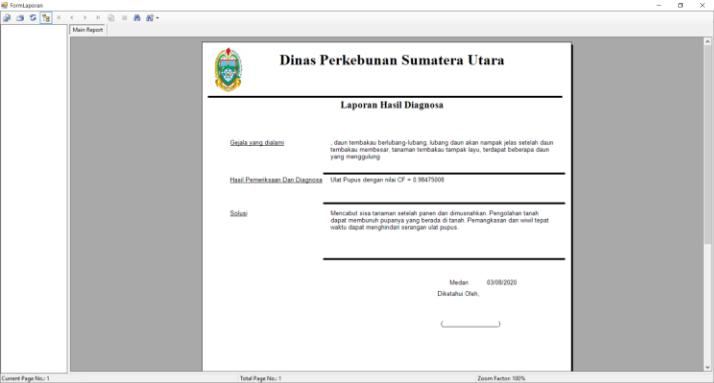 FormLaporan
Main Report
Dinas Perkebunan Sumatera Utara
Laporan Hasil Diagnosa
Gejala yang dialami
, daun tembakau berlubang-lubang, lubang daun akan nampak jelas setelah daun
tembakau membesar, tanaman tembakau tampak layu, terdapat beberapa daun
yang menggulung
Hasil Pemeriksaan Dan Diagnosa
Ulat Pupus dengan nilai CF = 0.98475008
Solusi
Mencabut sisa tanaman setelah panen dan dimusnahkan. Pengolahan tanah
dapat membunuh pupanya yang berada di tanah. Pemangkasan dan wiwil tepat
waktu dapat menghindari serangan ulat pupus.
Medan 03/08/2020
Diketahui Oleh,
(____________)
Current Page No.: 1
Total Page No.: 1
Zoom Factor: 100%